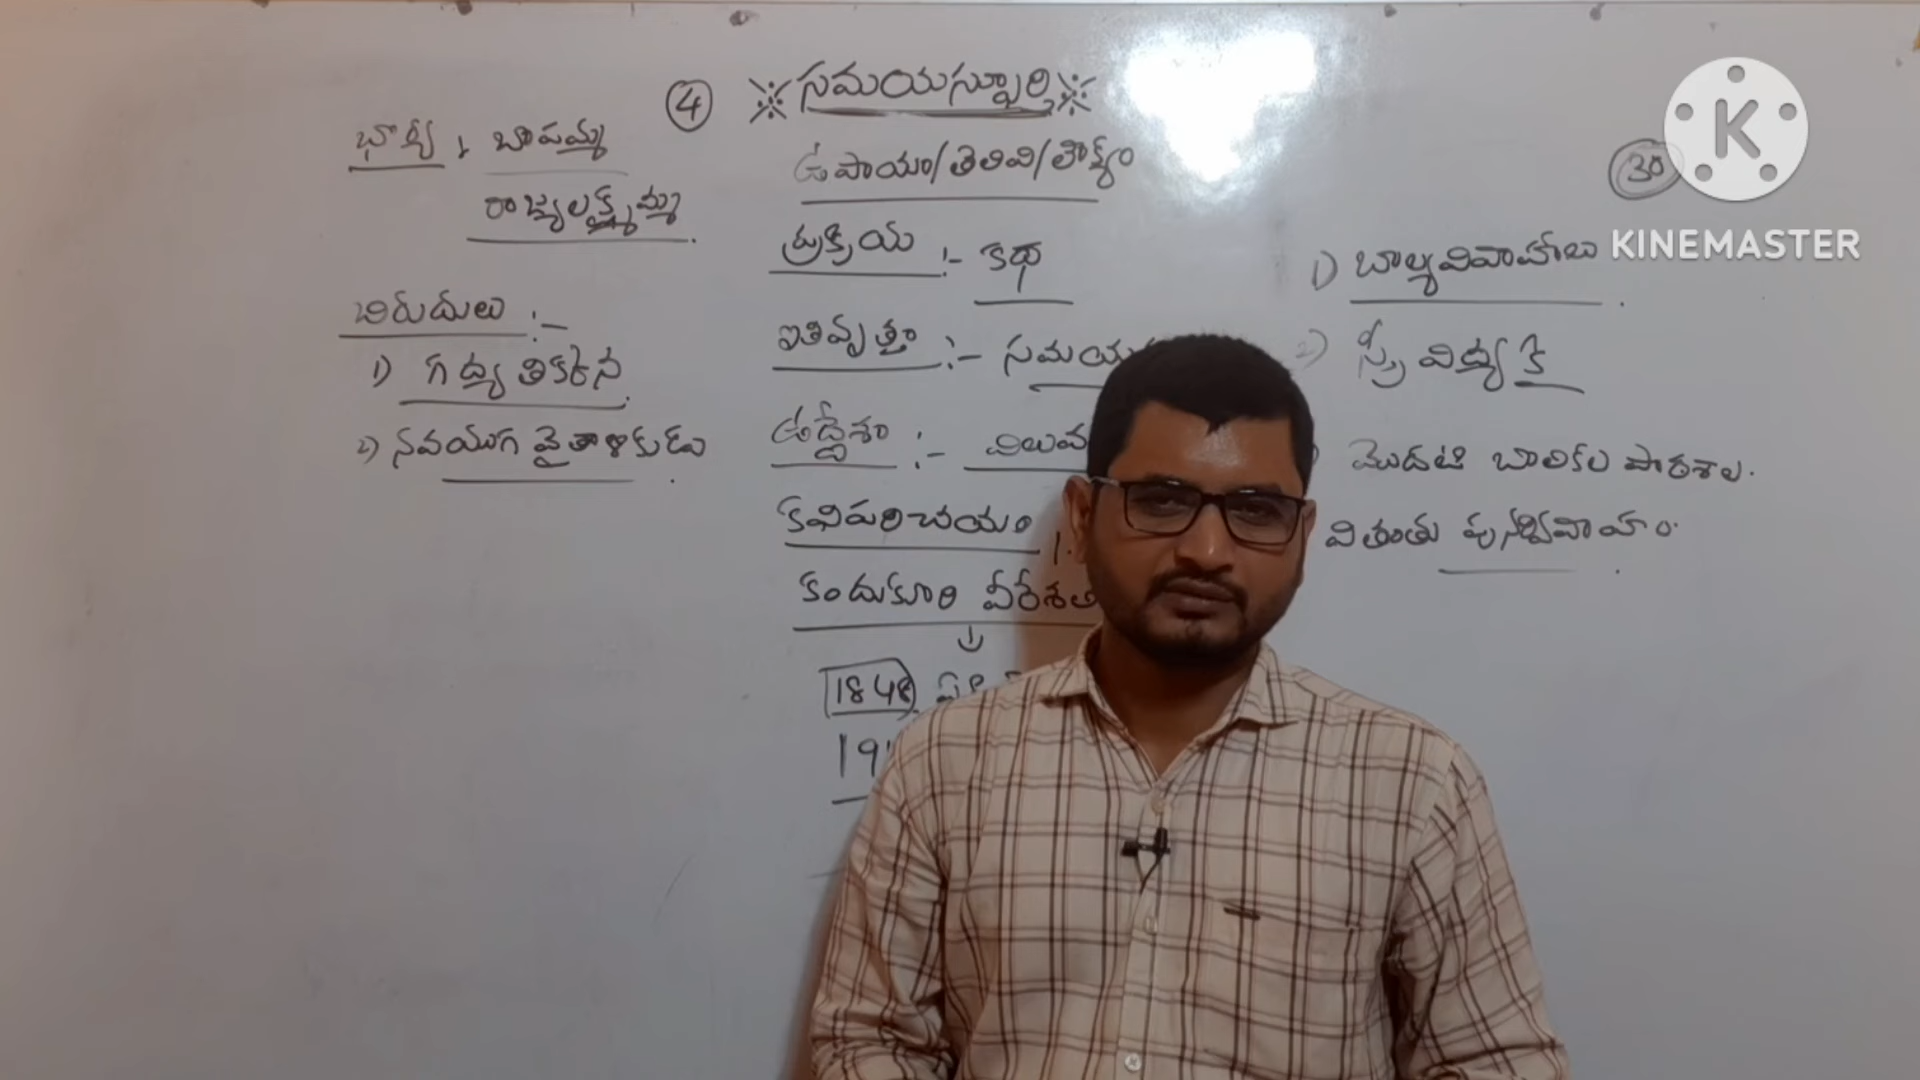 ④ ※సమయస్ఫూర్తి※
ఉపాయం/తెలివి/లౌక్యం
ప్రక్రియ :- కథ
ఇతివృత్తం :- సమయ
ఉద్దేశం :- విలువ
కవిపరిచయం
కందుకూరి వీరేశ
1848
19
భార్య : బాపమ్మ
రాజ్యలక్ష్మమ్మ
బిరుదులు :-
1) గద్య తిక్కన
2) నవయుగ వైతాళికుడు
30
1) బాల్యవివాహాలు
2) స్త్రీ విద్యకై
మొదటి బాలికల పాఠశాల.
వితంతు పునర్వివాహం.
K
KINEMASTER